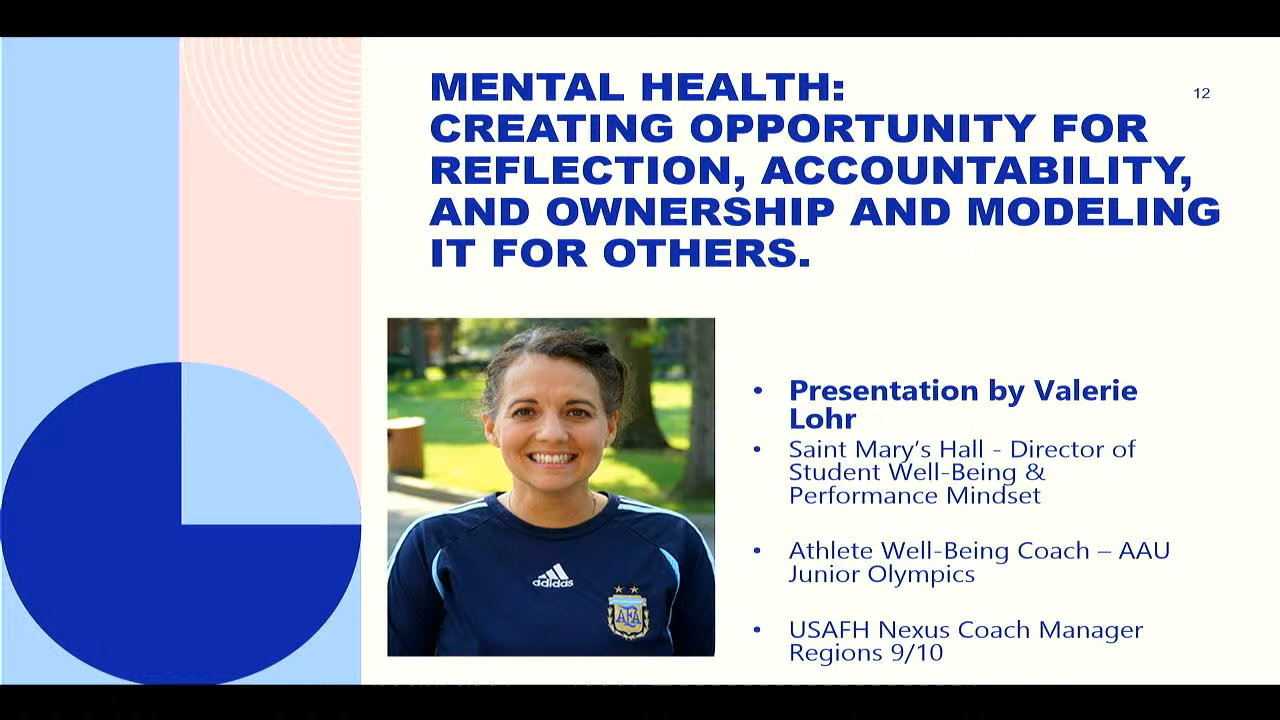 MENTAL HEALTH:
CREATING OPPORTUNITY FOR
REFLECTION, ACCOUNTABILITY,
AND OWNERSHIP AND MODELING
IT FOR OTHERS.
12
• Presentation by Valerie
Lohr
• Saint Mary’s Hall - Director of
Student Well-Being &
Performance Mindset
• Athlete Well-Being Coach – AAU
Junior Olympics
• USAFH Nexus Coach Manager
Regions 9/10
adidas
AFA